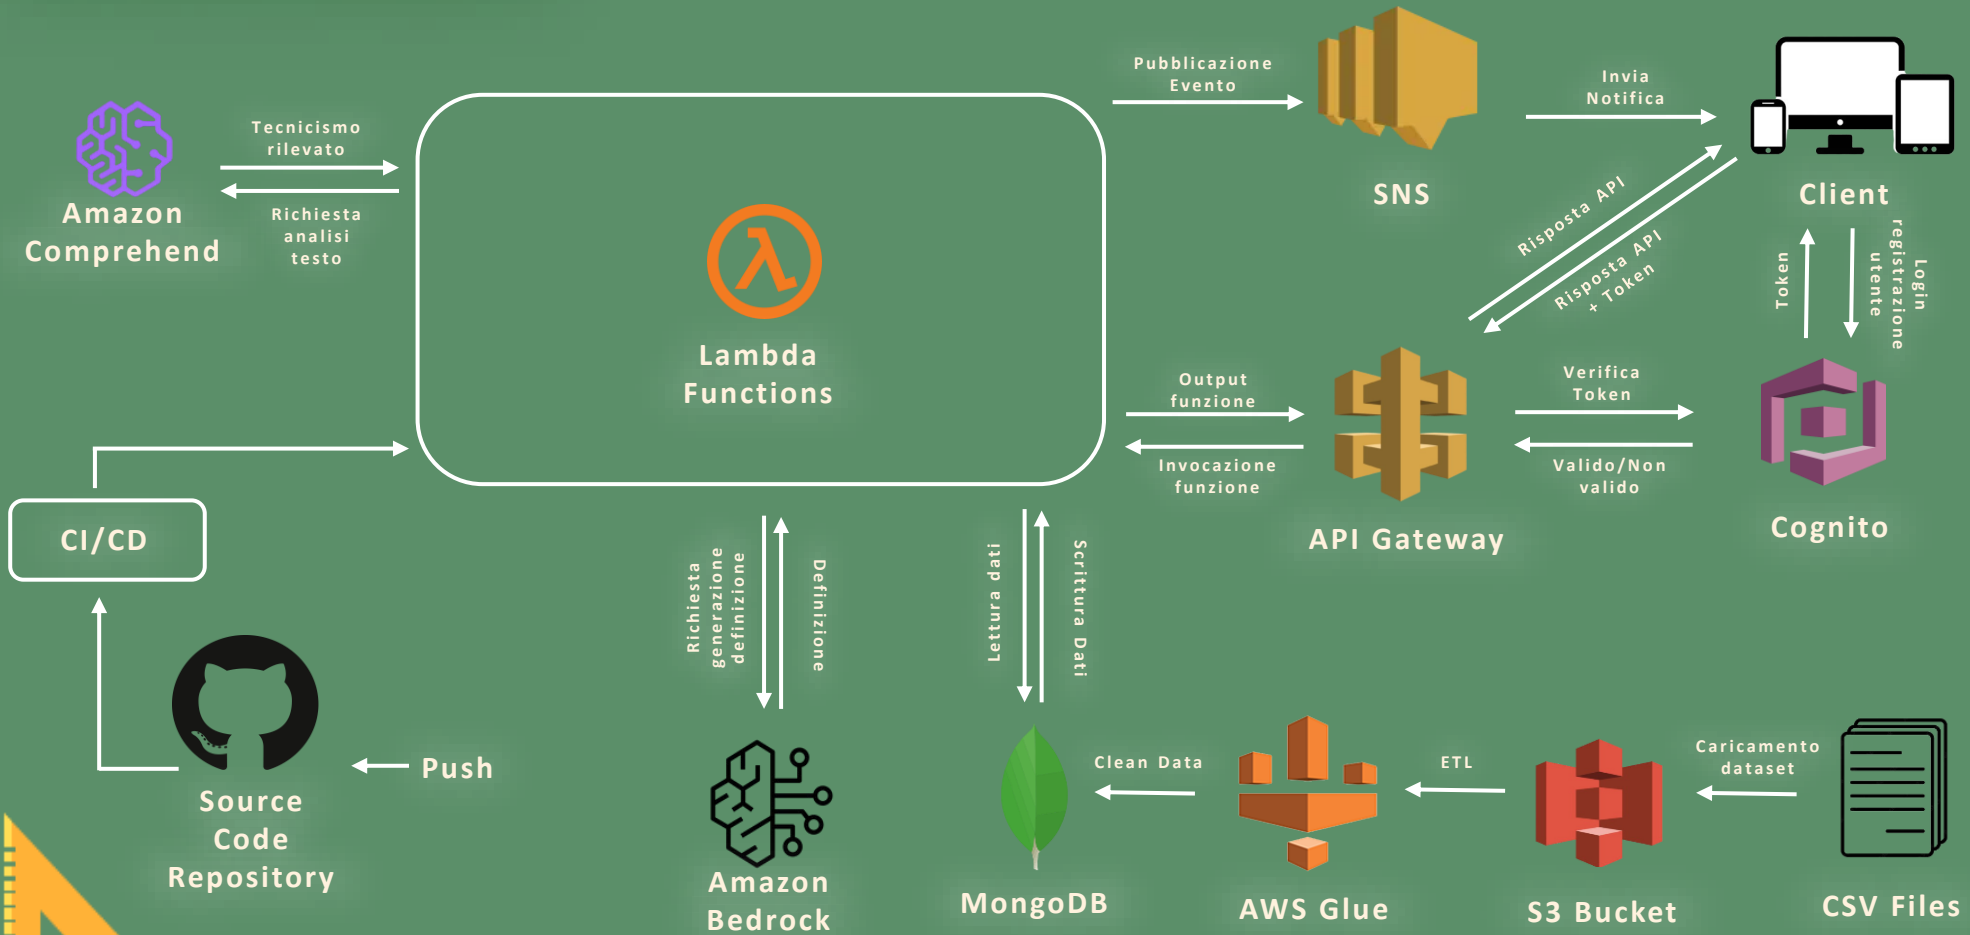 Pubblicazione
Evento
Invia
Notifica
SNS
Client
Tecnicismo
rilevato
Richiesta
analisi
testo
Amazon
Comprehend
Lambda
Functions
Risposta API
Risposta API
+ Token
Token
Login
registrazione
utente
Output
funzione
Invocazione
funzione
API Gateway
Verifica
Token
Valido/Non
valido
Cognito
CI/CD
Richiesta
generazione
definizione
Definizione
Lettura dati
Scrittura Dati
Push
Source
Code
Repository
Amazon
Bedrock
MongoDB
Clean Data
AWS Glue
ETL
S3 Bucket
Caricamento
dataset
CSV Files